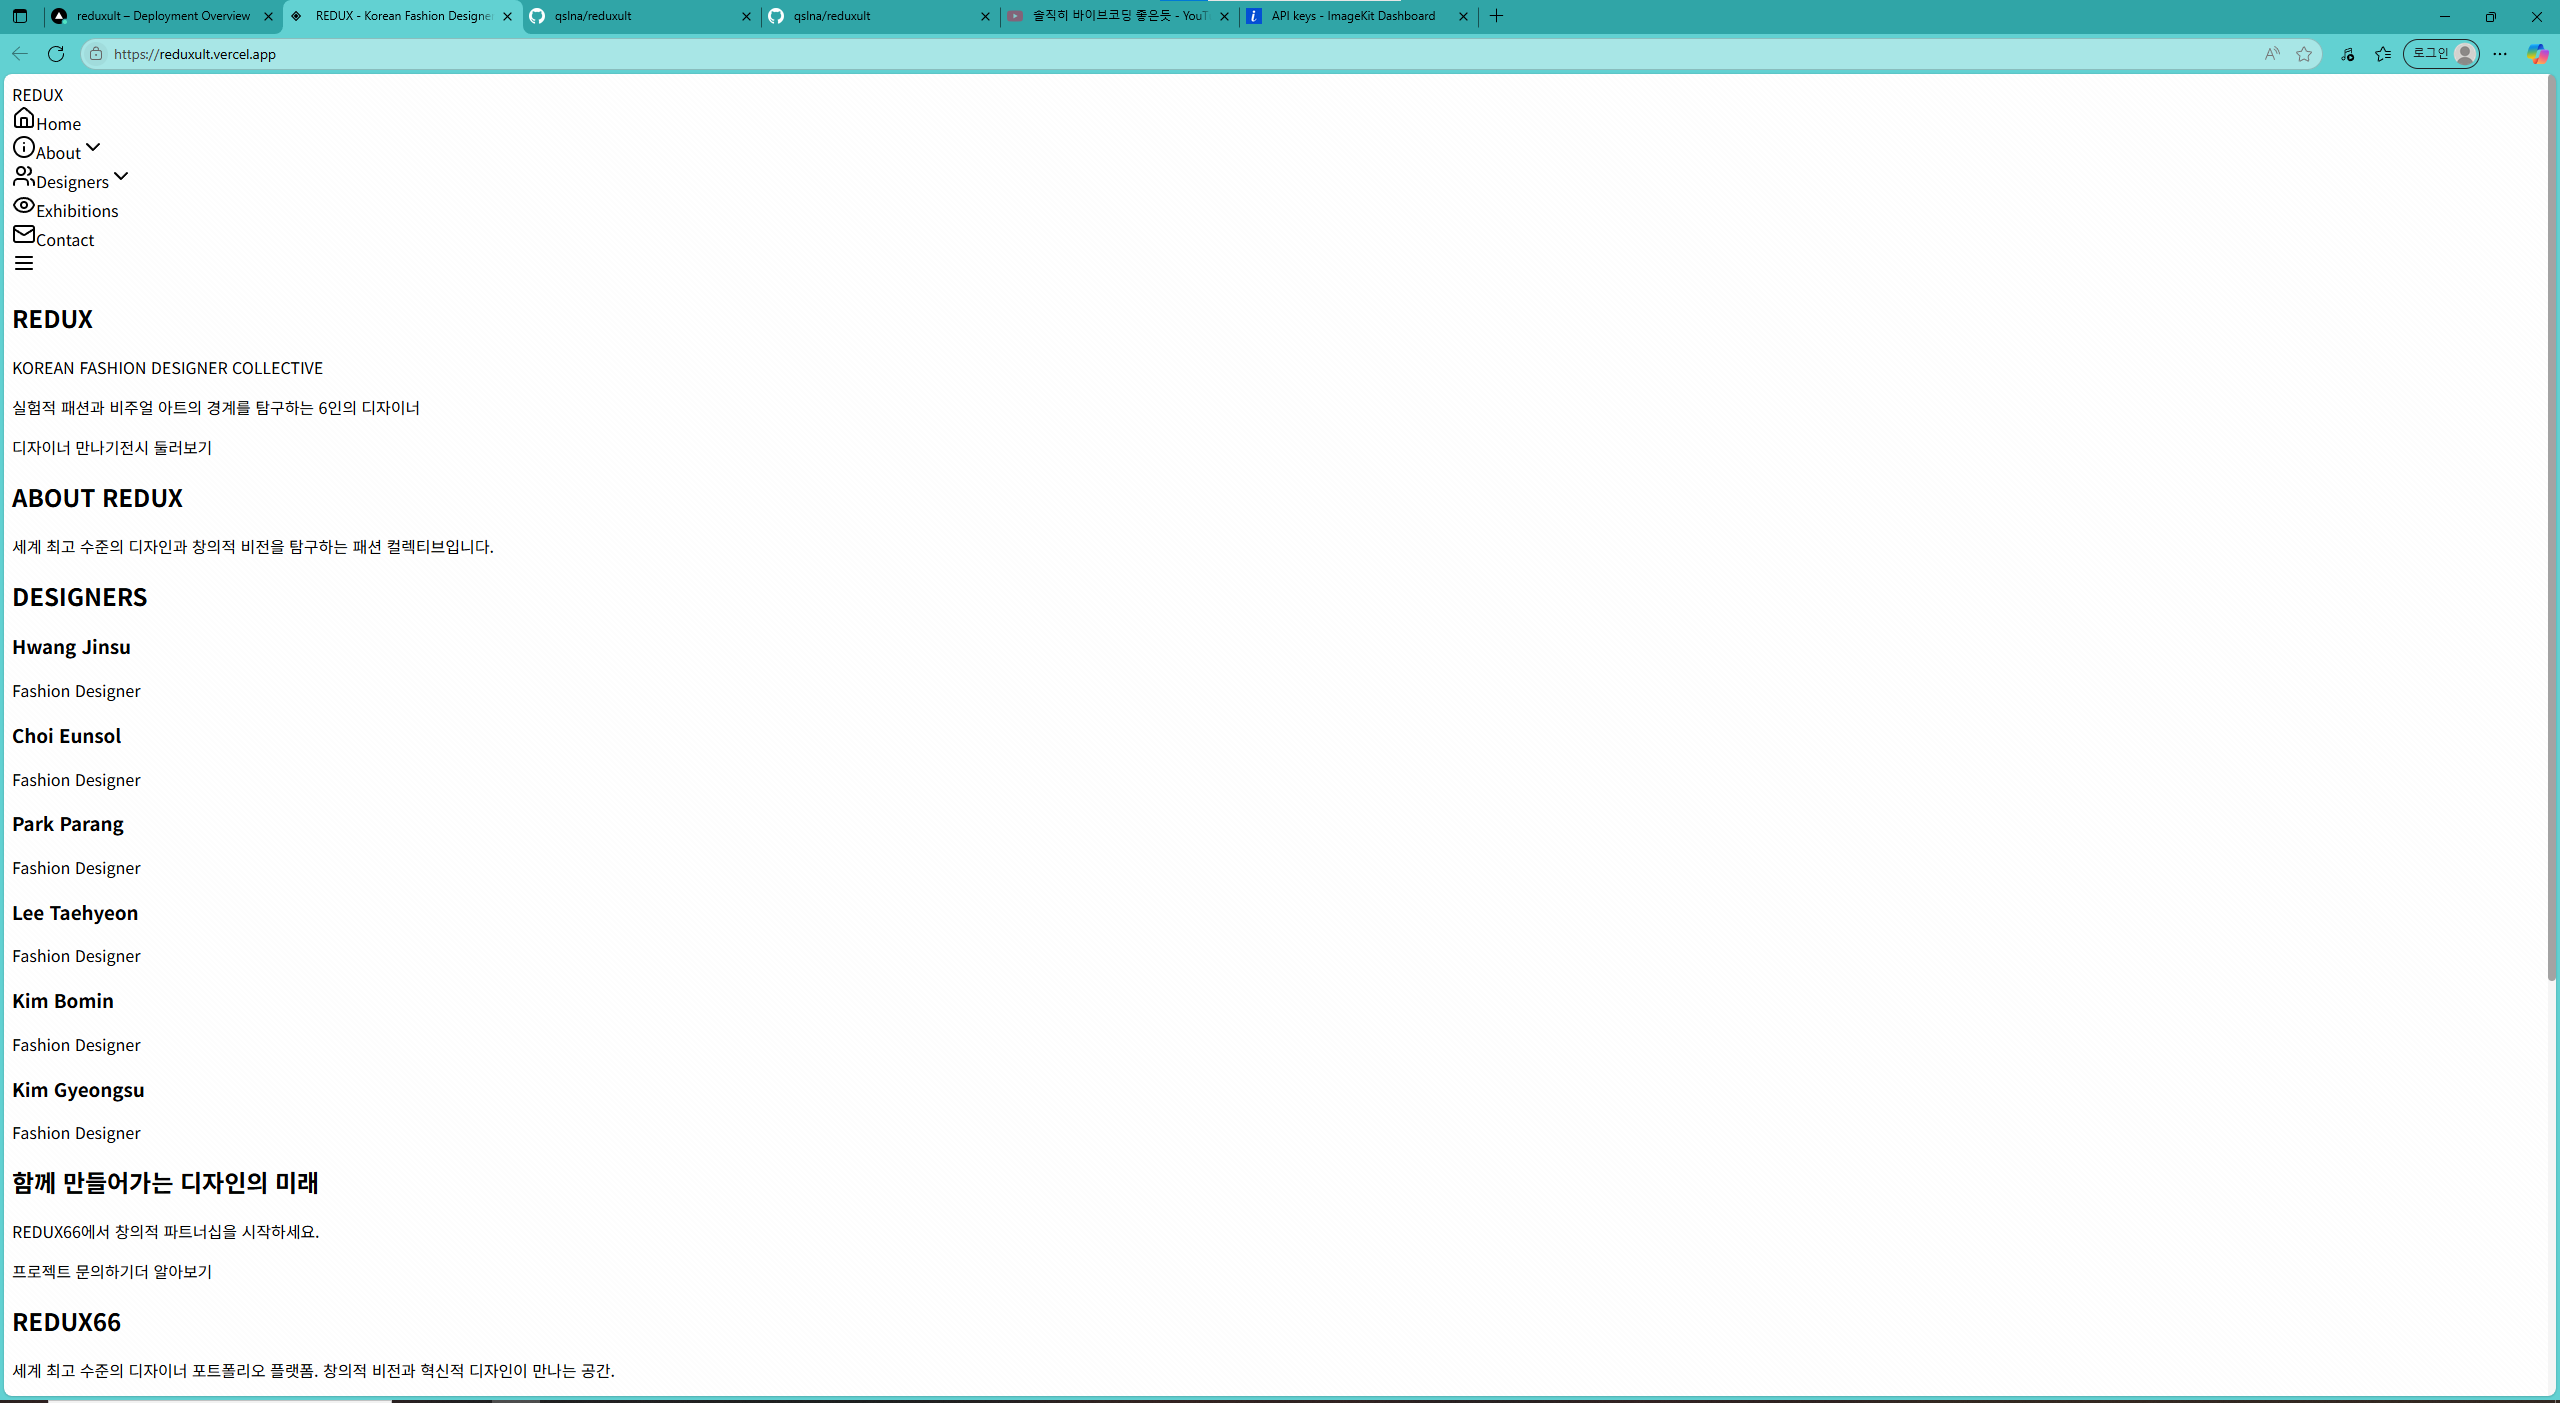 reduxult – Deployment Overview
REDUX - Korean Fashion Designer
qslna/reduxult
qslna/reduxult
솔직히 바이브코딩 좋은듯 - YouT
API keys - ImageKit Dashboard
https://reduxult.vercel.app
로그인
REDUX
Home
About
Designers
Exhibitions
Contact
REDUX
KOREAN FASHION DESIGNER COLLECTIVE
실험적 패션과 비주얼 아트의 경계를 탐구하는 6인의 디자이너
디자이너 만나기전시 둘러보기
ABOUT REDUX
세계 최고 수준의 디자인과 창의적 비전을 탐구하는 패션 컬렉티브입니다.
DESIGNERS
Hwang Jinsu
Fashion Designer
Choi Eunsol
Fashion Designer
Park Parang
Fashion Designer
Lee Taehyeon
Fashion Designer
Kim Bomin
Fashion Designer
Kim Gyeongsu
Fashion Designer
함께 만들어가는 디자인의 미래
REDUX66에서 창의적 파트너십을 시작하세요.
프로젝트 문의하기더 알아보기
REDUX66
세계 최고 수준의 디자이너 포트폴리오 플랫폼. 창의적 비전과 혁신적 디자인이 만나는 공간.